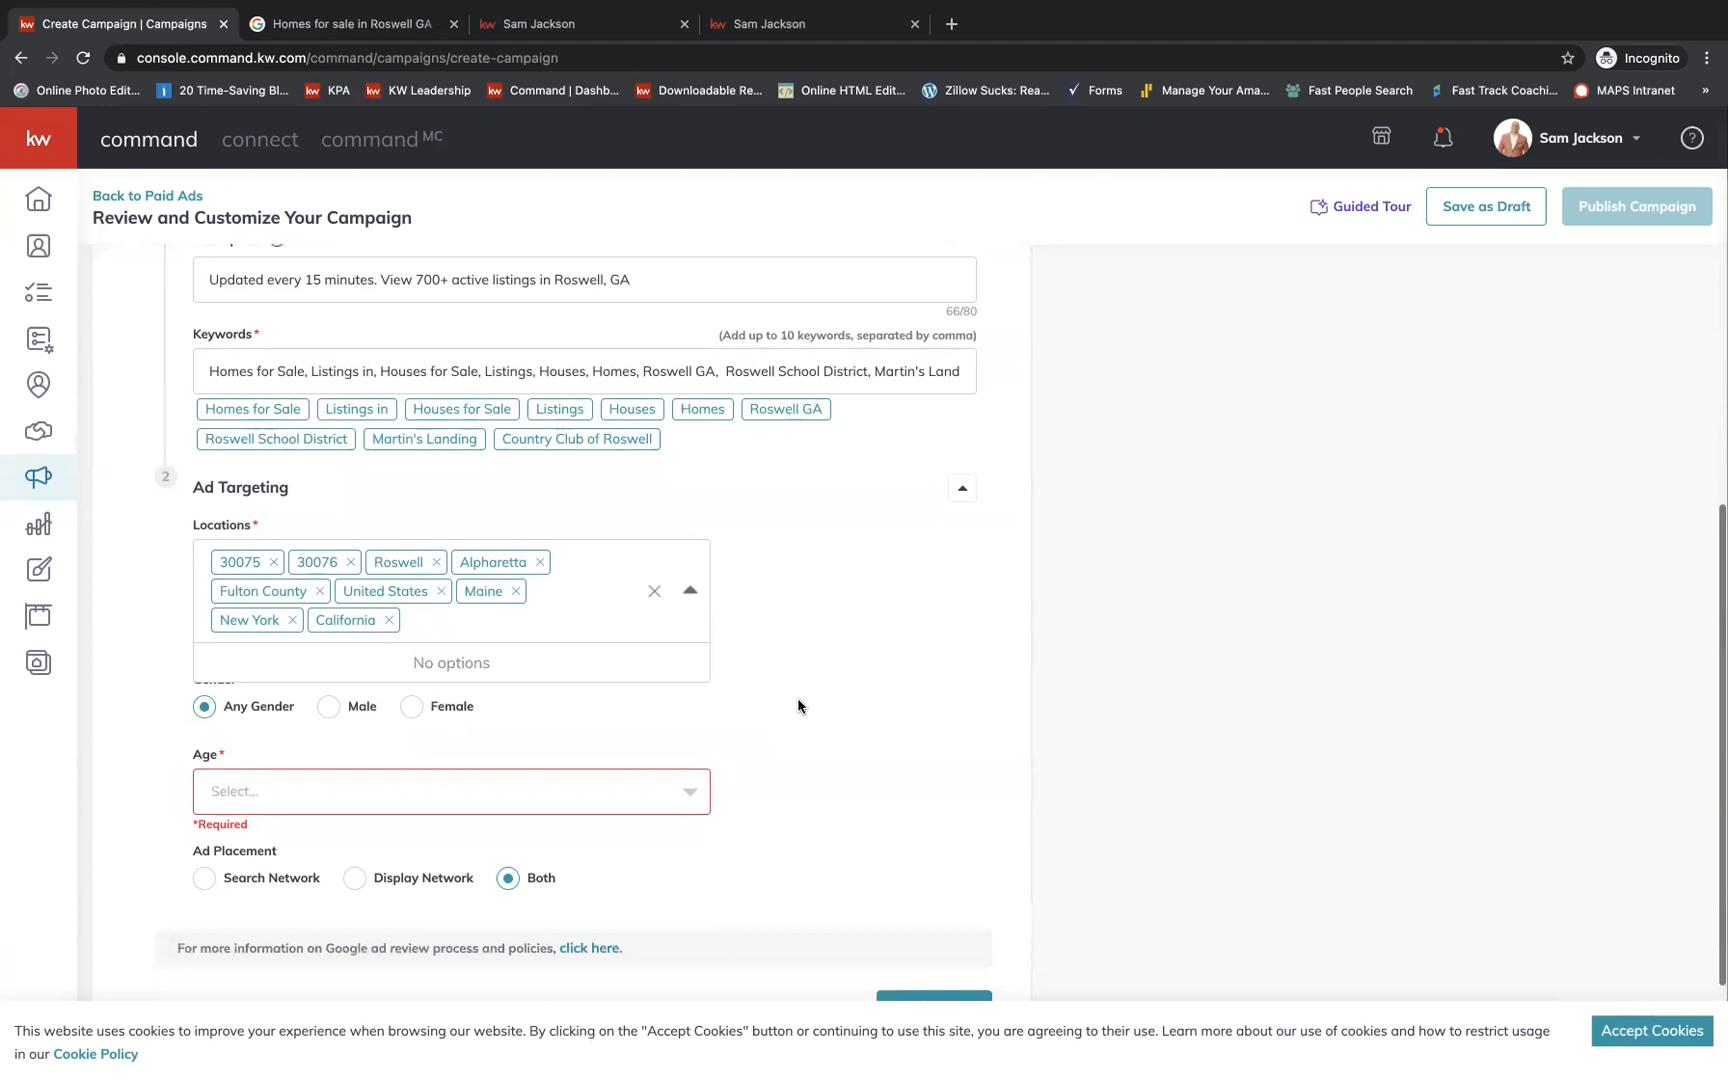 Create Campaign | Campaigns
Homes for sale in Roswell GA
kw Sam Jackson
kw Sam Jackson
console.command.kw.com/command/campaigns/create-campaign
Incognito
Online Photo Edit...
20 Time-Saving Bl...
KPA
KW Leadership
Command | Dashb...
Downloadable Re...
Online HTML Edit...
Zillow Sucks: Rea...
Forms
Manage Your Ama...
Fast People Search
Fast Track Coachi...
MAPS Intranet
»
kw
command connect command MC
Sam Jackson
Back to Paid Ads
Review and Customize Your Campaign
Guided Tour
Save as Draft
Publish Campaign
Updated every 15 minutes. View 700+ active listings in Roswell, GA
66/80
Keywords* (Add up to 10 keywords, separated by comma)
Homes for Sale, Listings in, Houses for Sale, Listings, Houses, Homes, Roswell GA, Roswell School District, Martin's Land
Homes for Sale Listings in Houses for Sale Listings Houses Homes Roswell GA
Roswell School District Martin's Landing Country Club of Roswell
2
Ad Targeting
Locations*
30075 × 30076 × Roswell × Alpharetta ×
Fulton County × United States × Maine ×
New York × California ×
No options
Any Gender Male Female
Age*
Select...
*Required
Ad Placement
Search Network Display Network Both
For more information on Google ad review process and policies, click here.
This website uses cookies to improve your experience when browsing our website. By clicking on the "Accept Cookies" button or continuing to use this site, you are agreeing to their use. Learn more about our use of cookies and how to restrict usage
in our Cookie Policy
Accept Cookies